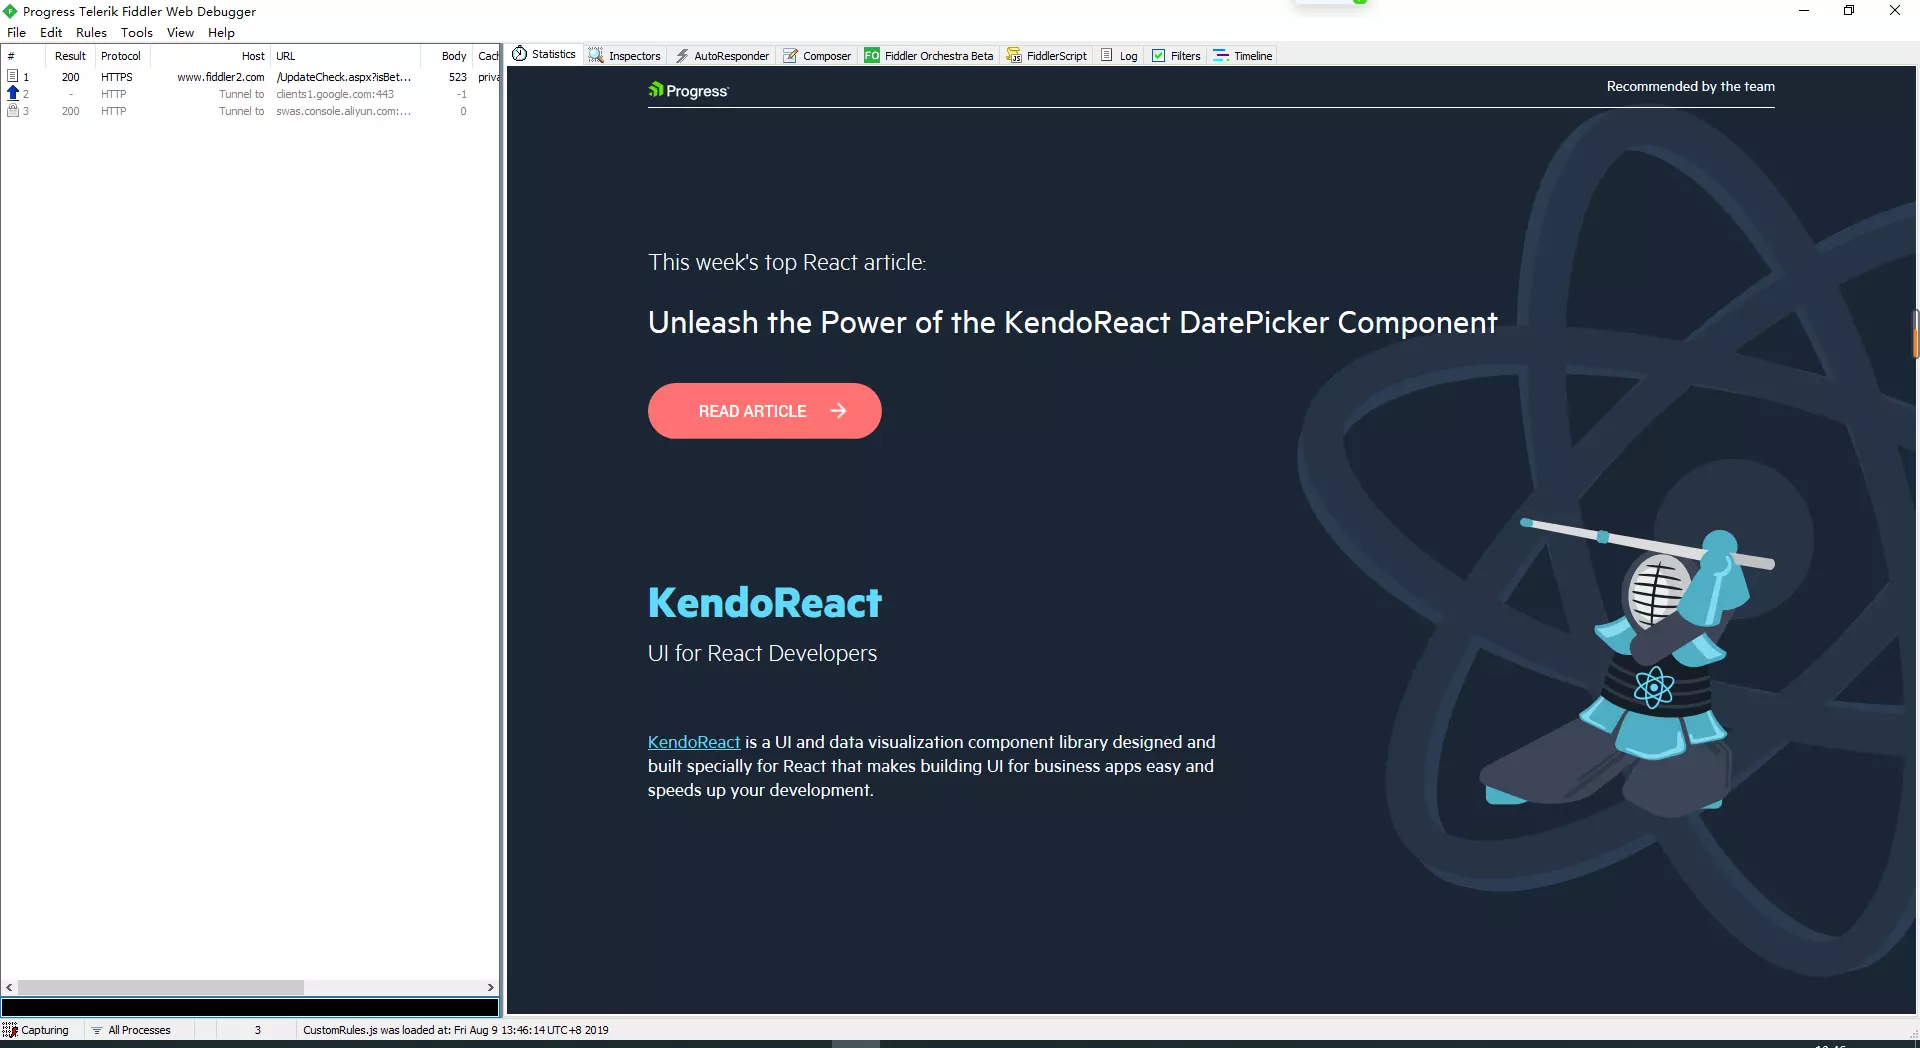 Progress Telerik Fiddler Web Debugger
File Edit Rules Tools View Help
# Result Protocol Host URL Body
1 200 HTTPS www.fiddler2.com /UpdateCheck.aspx?isBet... 523 priva
2 - HTTP Tunnel to clients1.google.com:443 -1
3 200 HTTP Tunnel to swas.console.aliyun.com:... 0
Statistics Inspectors AutoResponder Composer FO Fiddler Orchestra Beta FiddlerScript Log Filters Timeline
Progress
Recommended by the team
This week's top React article:
Unleash the Power of the KendoReact DatePicker Component
READ ARTICLE
KendoReact
UI for React Developers
KendoReact is a UI and data visualization component library designed and
built specially for React that makes building UI for business apps easy and
speeds up your development.
Capturing All Processes 3 CustomRules.js was loaded at: Fri Aug 9 13:46:14 UTC+8 2019